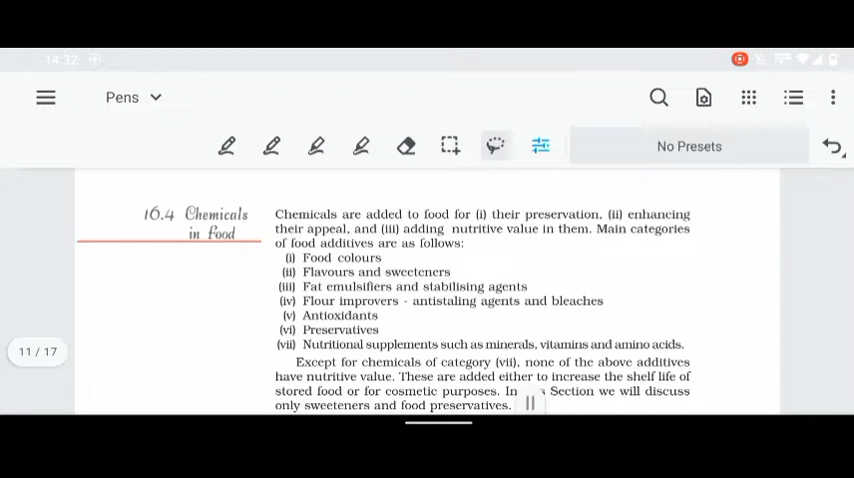 14:32
Pens
No Presets
16.4 Chemicals
in Food
Chemicals are added to food for (i) their preservation, (ii) enhancing
their appeal, and (iii) adding nutritive value in them. Main categories
of food additives are as follows:
(i) Food colours
(ii) Flavours and sweeteners
(iii) Fat emulsifiers and stabilising agents
(iv) Flour improvers - antistaling agents and bleaches
(v) Antioxidants
(vi) Preservatives
(vii) Nutritional supplements such as minerals, vitamins and amino acids.
Except for chemicals of category (vii), none of the above additives
have nutritive value. These are added either to increase the shelf life of
stored food or for cosmetic purposes. In Section we will discuss
only sweeteners and food preservatives.
11 / 17